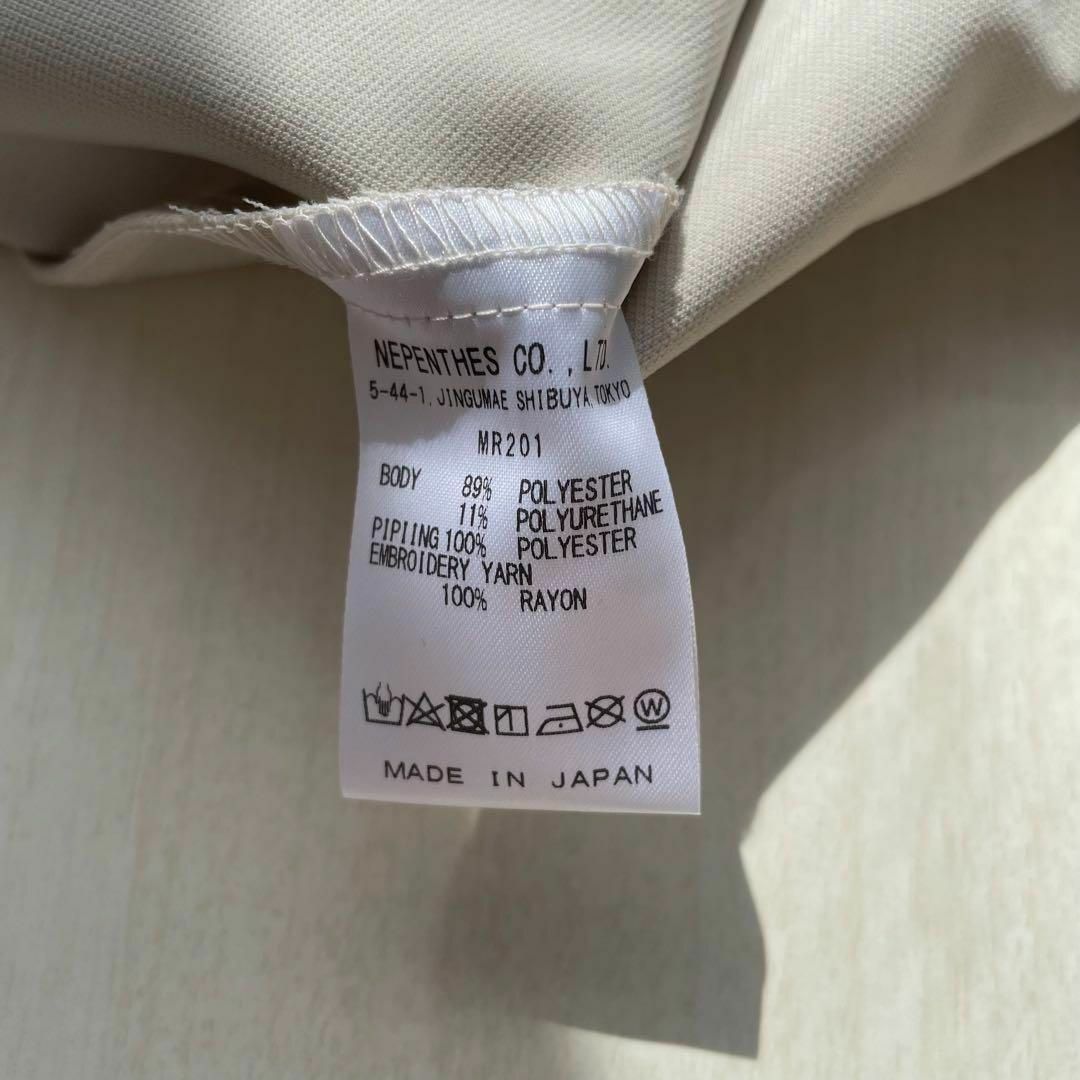 NEPENTHES CO., LTD.
5-44-1, JINGUMAE SHIBUYA, TOKYO
MR201
BODY 89% POLYESTER
11% POLYURETHANE
PIPIING 100% POLYESTER
EMBROIDERY YARN
100% RAYON
W
MADE IN JAPAN